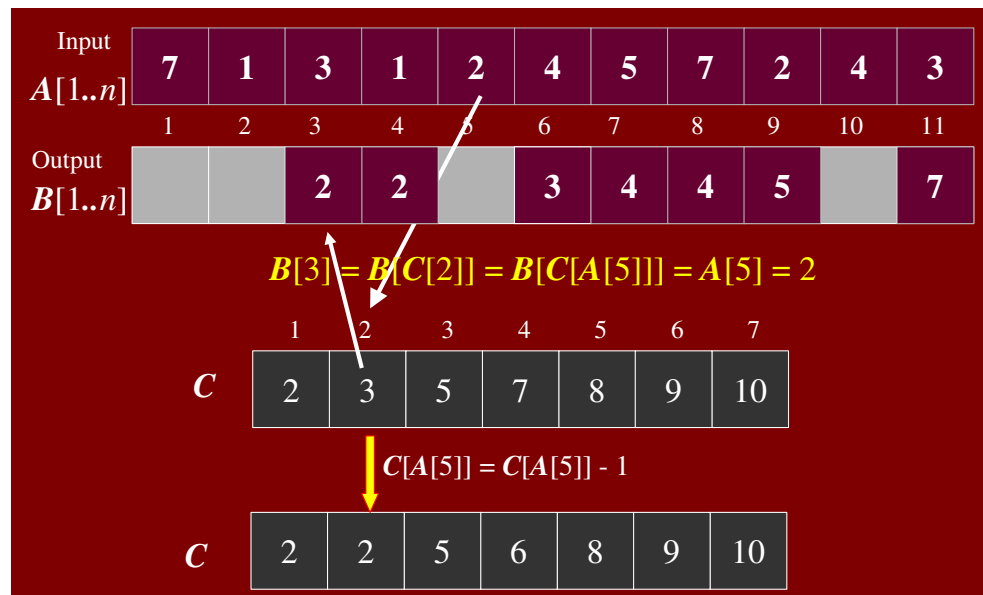 Input
A[1..n]
7 1 3 1 2 4 5 7 2 4 3
1 2 3 4 5 6 7 8 9 10 11
Output
B[1..n]
2 2 3 4 4 5 7
B[3] = B[C[2]] = B[C[A[5]]] = A[5] = 2
1 2 3 4 5 6 7
C
2 3 5 7 8 9 10
C[A[5]] = C[A[5]] - 1
C
2 2 5 6 8 9 10